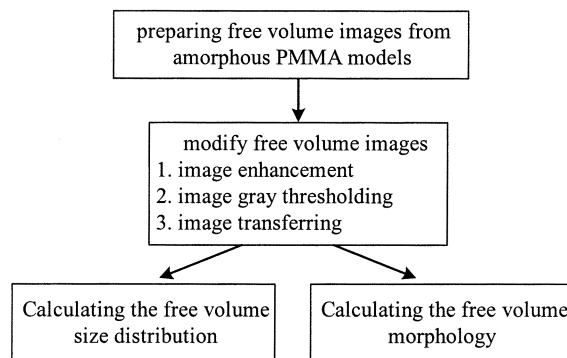 preparing free volume images from
amorphous PMMA models
modify free volume images
1. image enhancement
2. image gray thresholding
3. image transferring
Calculating the free volume
size distribution
Calculating the free volume
morphology